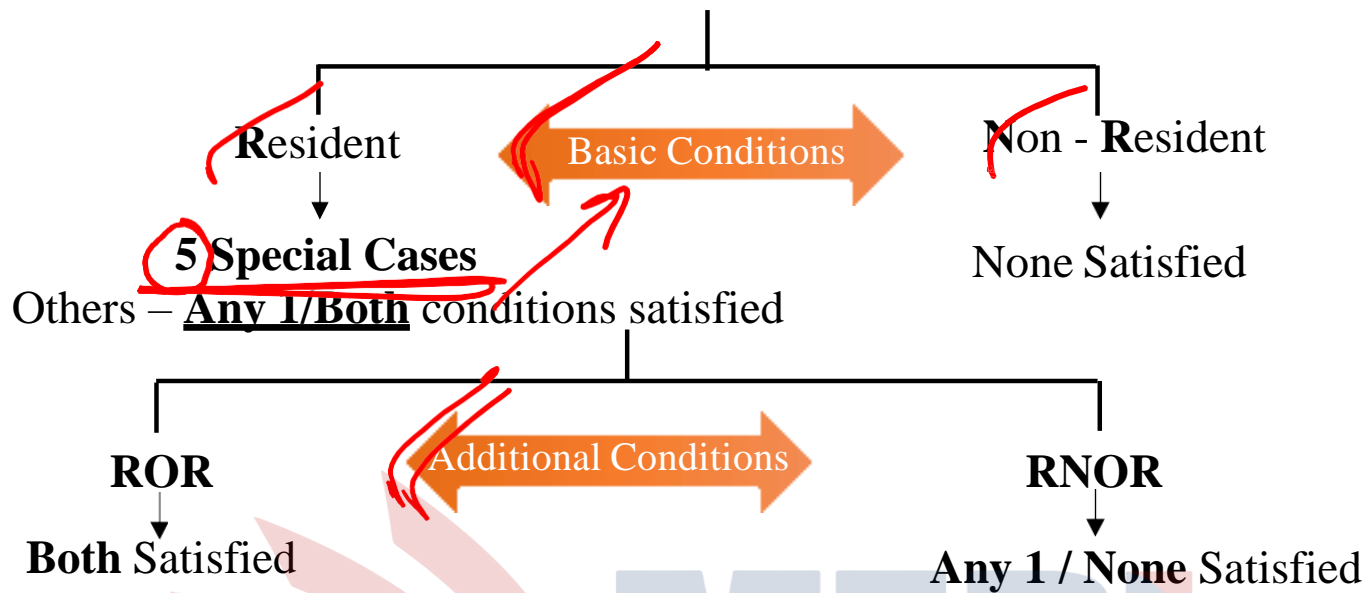 Resident
Basic Conditions
Non - Resident
5 Special Cases
None Satisfied
Others – Any 1/Both conditions satisfied
Additional Conditions
ROR
RNOR
Both Satisfied
Any 1 / None Satisfied